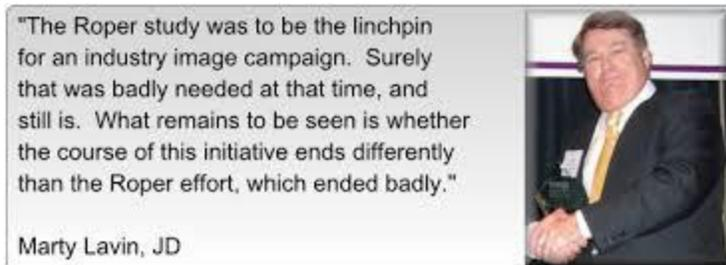 "The Roper study was to be the linchpin
for an industry image campaign.  Surely
that was badly needed at that time, and
still is.  What remains to be seen is whether
the course of this initiative ends differently
than the Roper effort, which ended badly."
Marty Lavin, JD